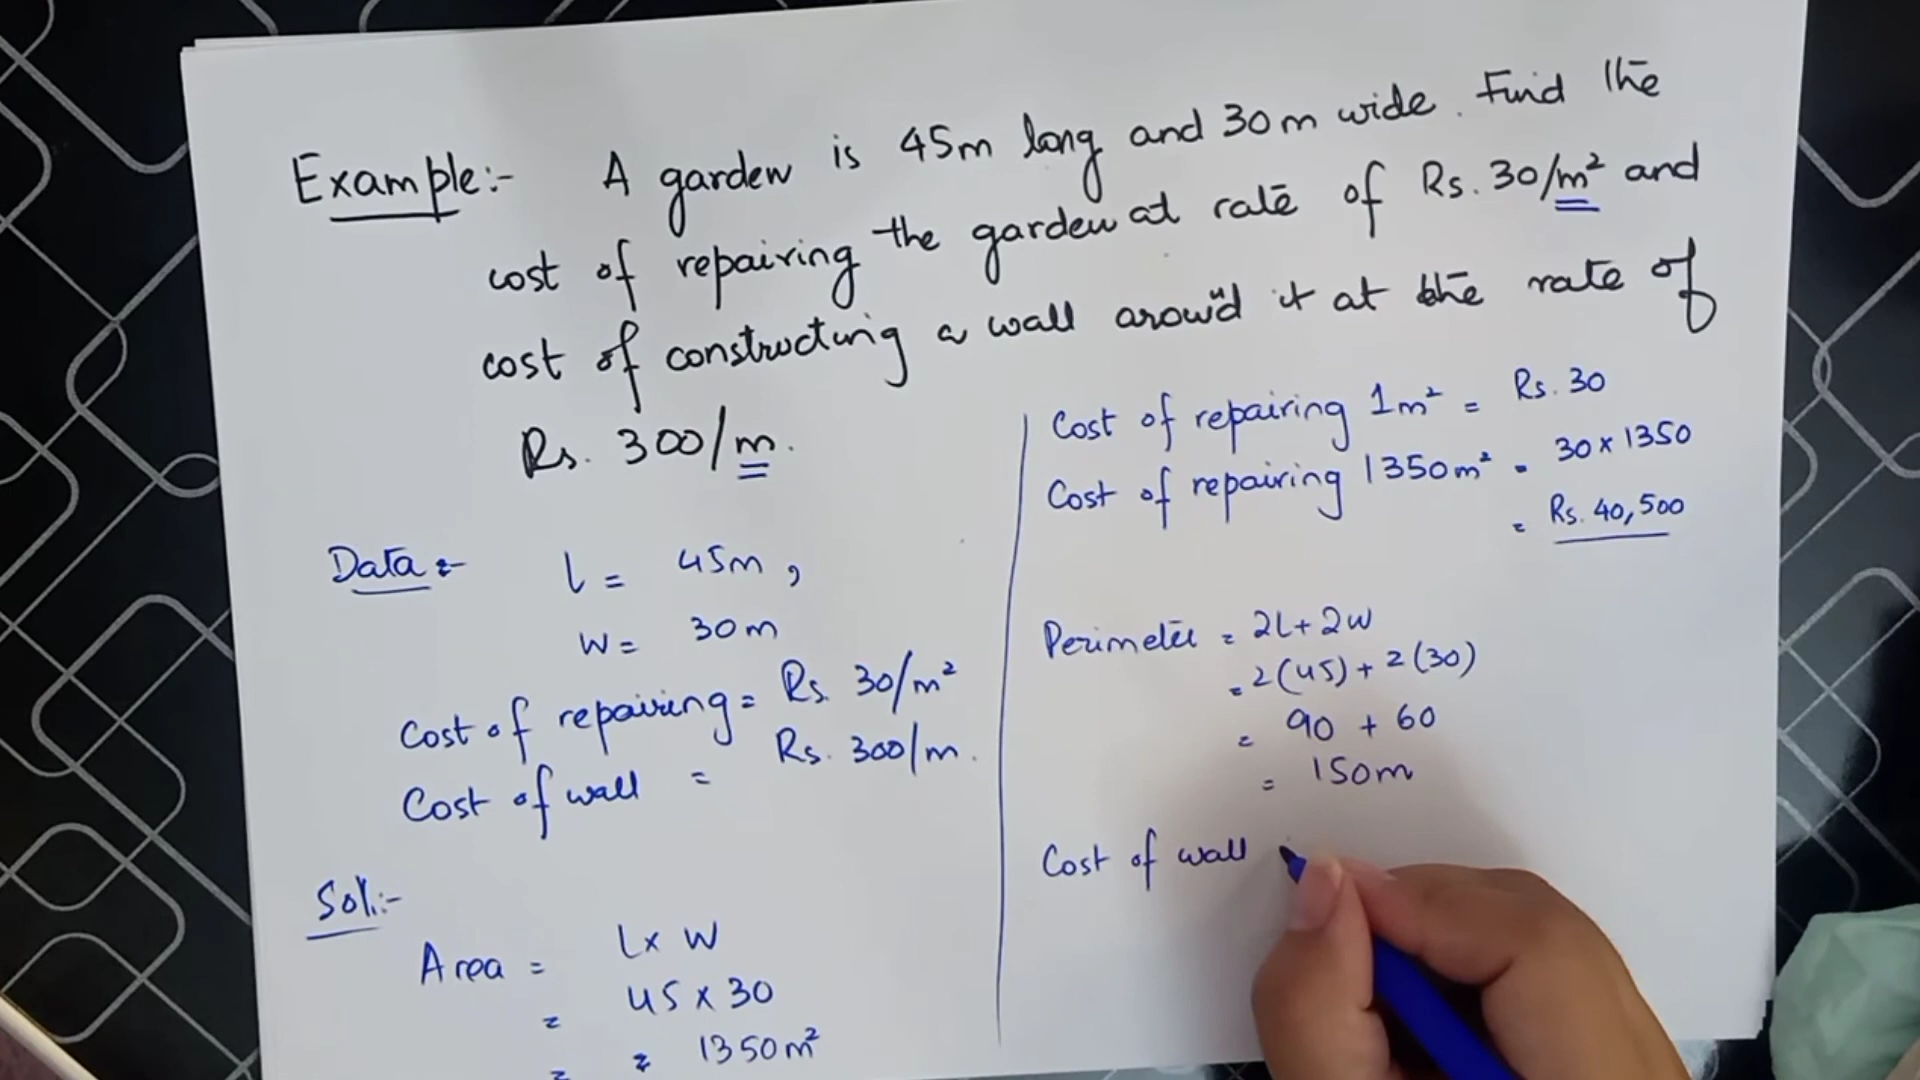 Example:- A garden is 45m long and 30m wide. Find the
cost of repairing the garden at rate of Rs. 30/m² and
cost of constructing a wall around it at the rate of
Rs. 300/m.
Data:- l = 45m,
w = 30m
Cost of repairing = Rs. 30/m²
Cost of wall = Rs. 300/m.
Sol:-
Area = l x w
= 45 x 30
= = 1350m²
Cost of repairing 1m² = Rs. 30
Cost of repairing 1350m² = 30 x 1350
= Rs. 40,500
Perimeter = 2l + 2w
= 2(45) + 2(30)
= 90 + 60
= 150m
Cost of wall